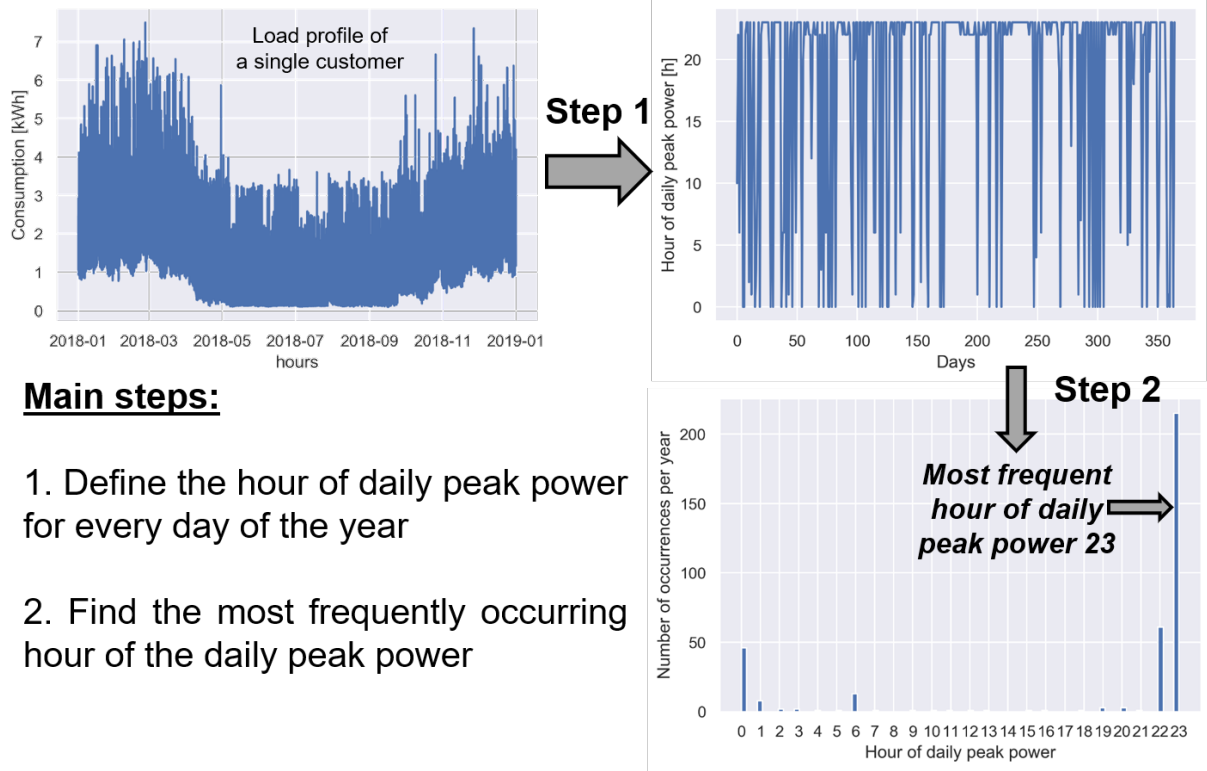 Load profile of
a single customer
Consumption [kWh]
7
6
5
4
3
2
1
0
2018-01 2018-03 2018-05 2018-07 2018-09 2018-11 2019-01
hours
Step 1
Hour of daily peak power [h]
20
15
10
5
0
0 50 100 150 200 250 300 350
Days
Step 2
Main steps:
1. Define the hour of daily peak power
for every day of the year
2. Find the most frequently occurring
hour of the daily peak power
Number of occurrences per year
200
150
100
50
0
Most frequent
hour of daily
peak power 23
0 1 2 3 4 5 6 7 8 9 10 11 12 13 14 15 16 17 18 19 20 21 22 23
Hour of daily peak power